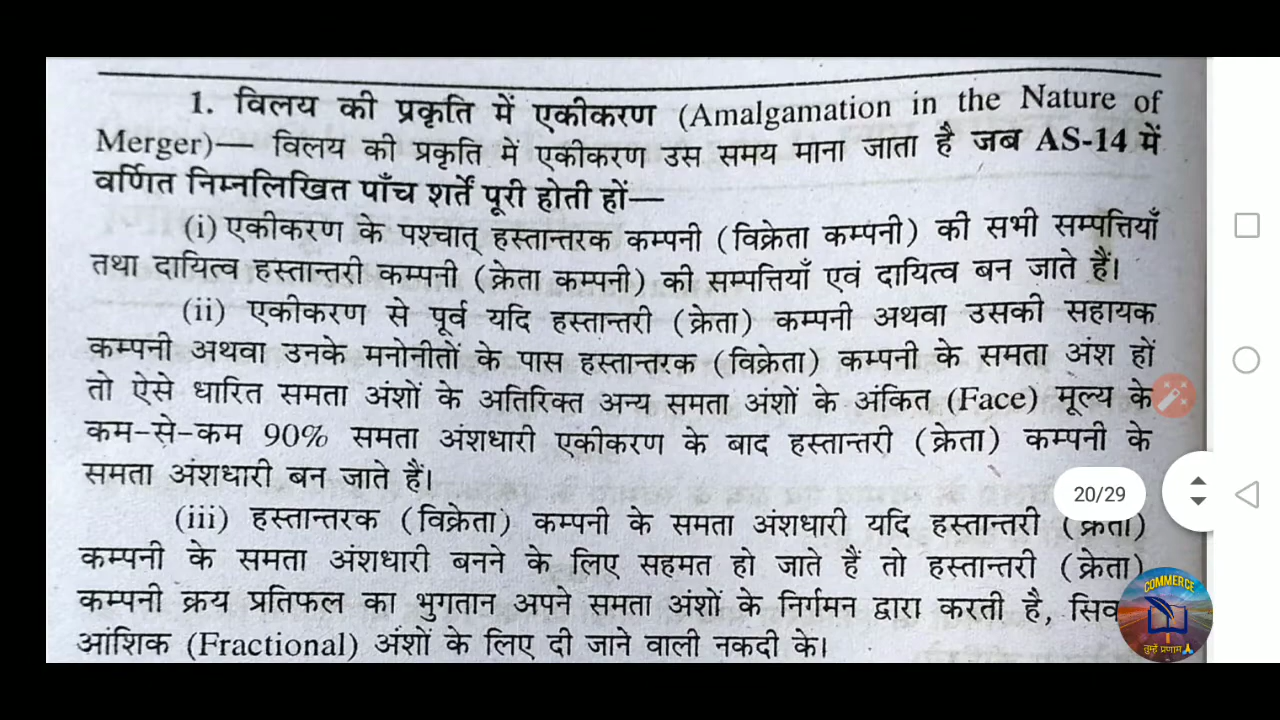 1. विलय की प्रकृति में एकीकरण (Amalgamation in the Nature of
Merger)— विलय की प्रकृति में एकीकरण उस समय माना जाता है जब AS-14 में
वर्णित निम्नलिखित पाँच शर्तें पूरी होती हों—
(i) एकीकरण के पश्चात् हस्तान्तरक कम्पनी (विक्रेता कम्पनी) की सभी सम्पत्तियाँ
तथा दायित्व हस्तान्तरी कम्पनी (क्रेता कम्पनी) की सम्पत्तियाँ एवं दायित्व बन जाते हैं।
(ii) एकीकरण से पूर्व यदि हस्तान्तरी (क्रेता) कम्पनी अथवा उसकी सहायक
कम्पनी अथवा उनके मनोनीतों के पास हस्तान्तरक (विक्रेता) कम्पनी के समता अंश हों
तो ऐसे धारित समता अंशों के अतिरिक्त अन्य समता अंशों के अंकित (Face) मूल्य के
कम-से-कम 90% समता अंशधारी एकीकरण के बाद हस्तान्तरी (क्रेता) कम्पनी के
समता अंशधारी बन जाते हैं।
20/29
(iii) हस्तान्तरक (विक्रेता) कम्पनी के समता अंशधारी यदि हस्तान्तरी (क्रेता)
कम्पनी के समता अंशधारी बनने के लिए सहमत हो जाते हैं तो हस्तान्तरी (क्रेता)
कम्पनी क्रय प्रतिफल का भुगतान अपने समता अंशों के निर्गमन द्वारा करती है,
आंशिक (Fractional) अंशों के लिए दी जाने वाली नकदी के।
COMMERCE
तुम्हें प्रणाम